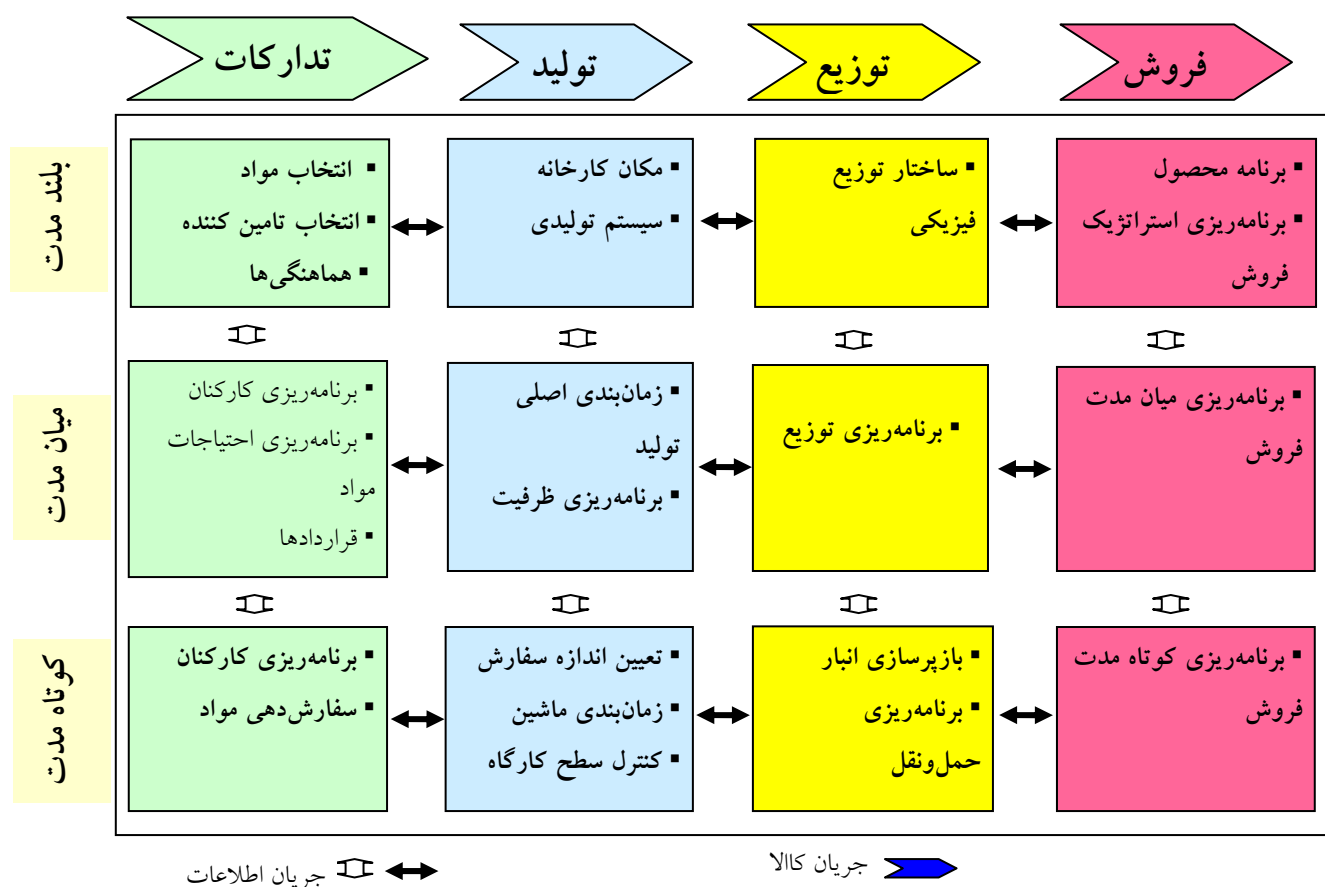 تدارکات
تولید
توزیع
فروش
بلند مدت
▪ انتخاب مواد
▪ انتخاب تامین کننده
▪ هماهنگی‌ها
▪ مکان کارخانه
▪ سیستم تولیدی
▪ ساختار توزیع
فیزیکی
▪ برنامه محصول
▪ برنامه‌ریزی استراتژیک
فروش
میان مدت
▪ برنامه‌ریزی کارکنان
▪ برنامه‌ریزی احتیاجات
مواد
▪ قراردادها
▪ زمان‌بندی اصلی
تولید
▪ برنامه‌ریزی ظرفیت
▪ برنامه‌ریزی توزیع
▪ برنامه‌ریزی میان مدت
فروش
کوتاه مدت
▪ برنامه‌ریزی کارکنان
▪ سفارش‌دهی مواد
▪ تعیین اندازه سفارش
▪ زمان‌بندی ماشین
▪ کنترل سطح کارگاه
▪ بازپرسازی انبار
▪ برنامه‌ریزی
حمل‌ونقل
▪ برنامه‌ریزی کوتاه مدت
فروش
جریان کاالا
جریان اطلاعات